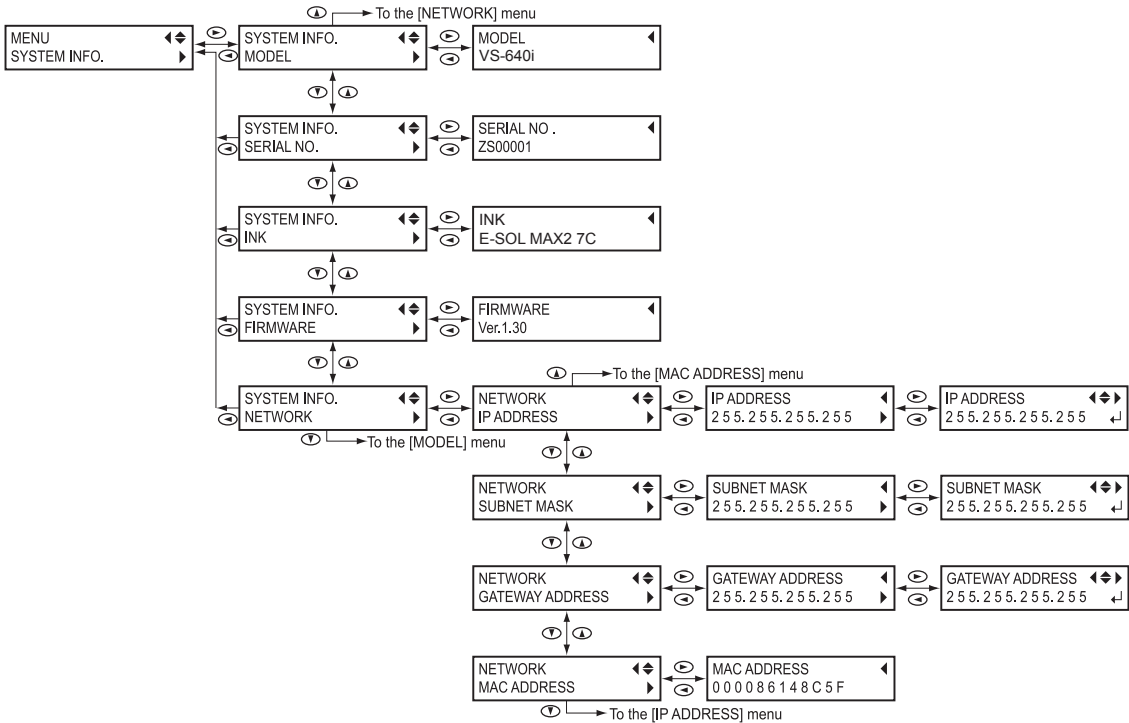 To the [NETWORK] menu
MENU
SYSTEM INFO.
SYSTEM INFO.
MODEL
MODEL
VS-640i
SYSTEM INFO.
SERIAL NO.
SERIAL NO .
ZS00001
SYSTEM INFO.
INK
INK
E-SOL MAX2 7C
SYSTEM INFO.
FIRMWARE
FIRMWARE
Ver.1.30
To the [MAC ADDRESS] menu
SYSTEM INFO.
NETWORK
NETWORK
IP ADDRESS
IP ADDRESS
255.255.255.255
IP ADDRESS
255.255.255.255
To the [MODEL] menu
NETWORK
SUBNET MASK
SUBNET MASK
255.255.255.255
SUBNET MASK
255.255.255.255
NETWORK
GATEWAY ADDRESS
GATEWAY ADDRESS
255.255.255.255
GATEWAY ADDRESS
255.255.255.255
NETWORK
MAC ADDRESS
MAC ADDRESS
000086148C5F
To the [IP ADDRESS] menu